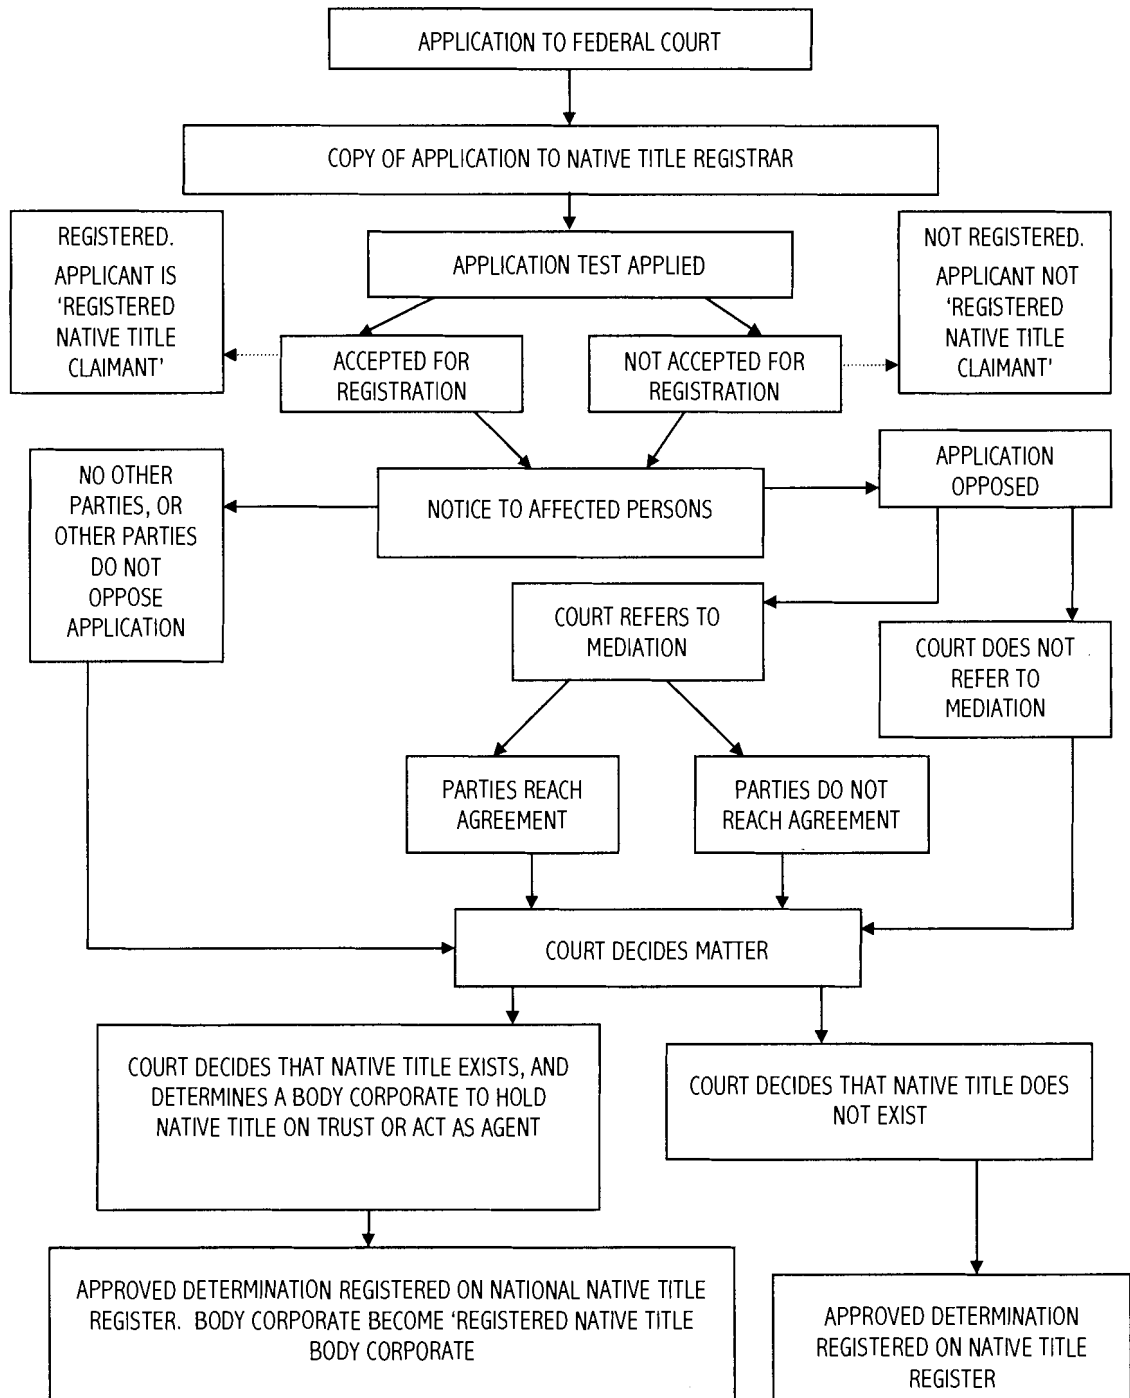 APPLICATION TO FEDERAL COURT
COPY OF APPLICATION TO NATIVE TITLE REGISTRAR
REGISTERED.
APPLICANT IS
‘REGISTERED
NATIVE TITLE
CLAIMANT’
APPLICATION TEST APPLIED
NOT REGISTERED.
APPLICANT NOT
‘REGISTERED
NATIVE TITLE
CLAIMANT’
ACCEPTED FOR
REGISTRATION
NOT ACCEPTED FOR
REGISTRATION
NO OTHER
PARTIES, OR
OTHER PARTIES
DO NOT
OPPOSE
APPLICATION
NOTICE TO AFFECTED PERSONS
APPLICATION
OPPOSED
COURT REFERS TO
MEDIATION
COURT DOES NOT
REFER TO
MEDIATION
PARTIES REACH
AGREEMENT
PARTIES DO NOT
REACH AGREEMENT
COURT DECIDES MATTER
COURT DECIDES THAT NATIVE TITLE EXISTS, AND
DETERMINES A BODY CORPORATE TO HOLD
NATIVE TITLE ON TRUST OR ACT AS AGENT
COURT DECIDES THAT NATIVE TITLE DOES
NOT EXIST
APPROVED DETERMINATION REGISTERED ON NATIONAL NATIVE TITLE
REGISTER. BODY CORPORATE BECOME ‘REGISTERED NATIVE TITLE
BODY CORPORATE
APPROVED DETERMINATION
REGISTERED ON NATIVE TITLE
REGISTER